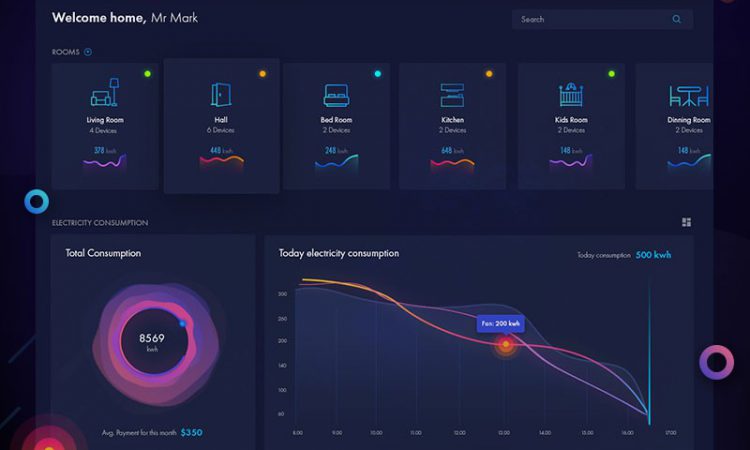 Welcome home, Mr Mark
Search
ROOMS
Living Room
4 Devices
378 kwh
Hall
6 Devices
448 kwh
Bed Room
2 Devices
248 kwh
Kitchen
2 Devices
648 kwh
Kids Room
2 Devices
148 kwh
Dinning Room
2 Devices
148 kwh
ELECTRICITY CONSUMPTION
Total Consumption
8569
kwh
Avg. Payment for this month $350
Today electricity consumption
Today consumption 500 kwh
300
260
200
140
100
60
Fan: 200 kwh
8.00 9.00 10.00 11.00 12.00 13.00 14.00 15.00 16.00 17.00